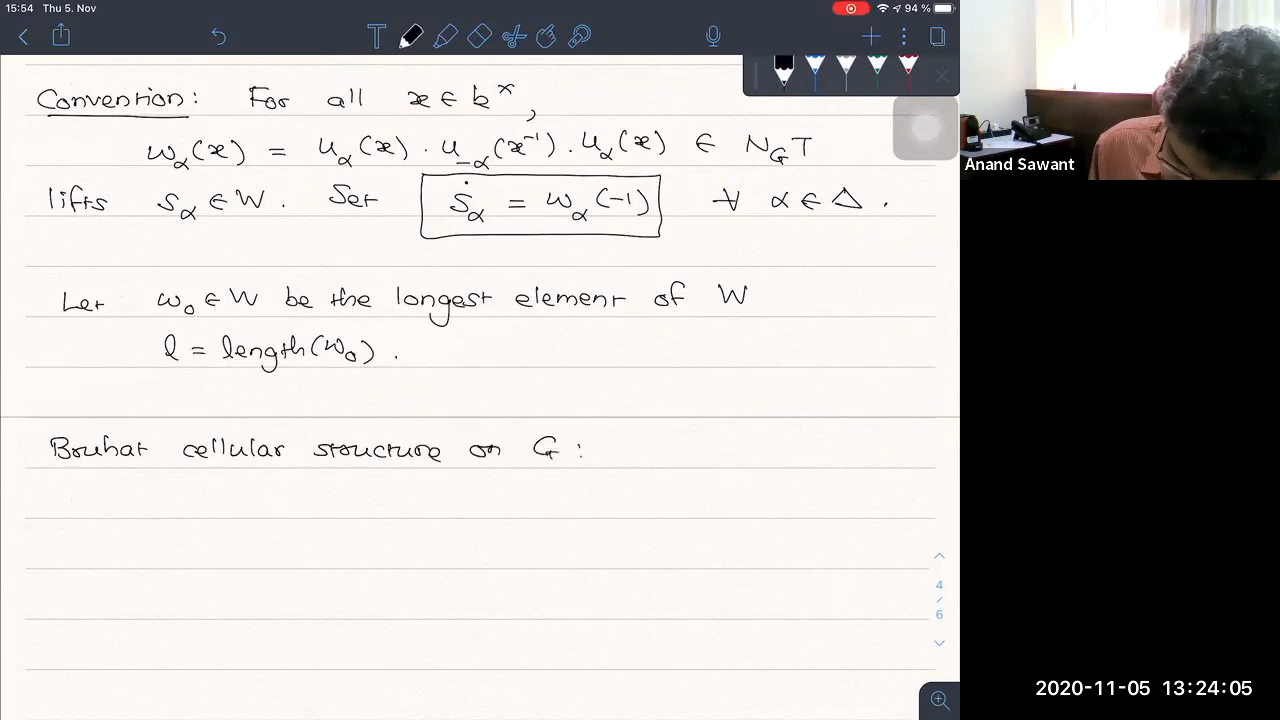 15:54 Thu 5. Nov
94 %
Convention: For all x ∈ k^×,
w_α(x) = u_α(x) · u_{-α}(x^{-1}) · u_α(x) ∈ N_G T
lifts s_α ∈ W. Set ṡ_α = w_α(-1) ∀ α ∈ Δ.
Let w_0 ∈ W be the longest element of W
l = length(w_0).
Bruhat cellular structure on G:
4
/
6
Anand Sawant
2020-11-05 13:24:05